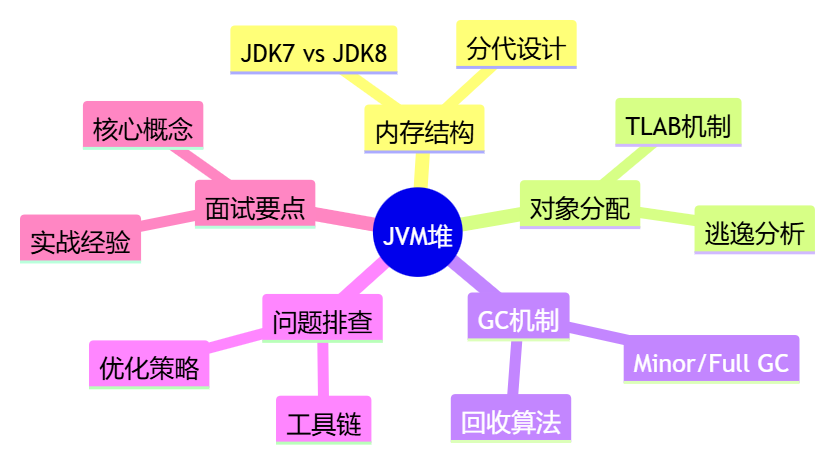 JDK7 vs JDK8
分代设计
内存结构
核心概念
TLAB机制
面试要点
对象分配
实战经验
JVM堆
逃逸分析
问题排查
GC机制
优化策略
Minor/Full GC
工具链
回收算法